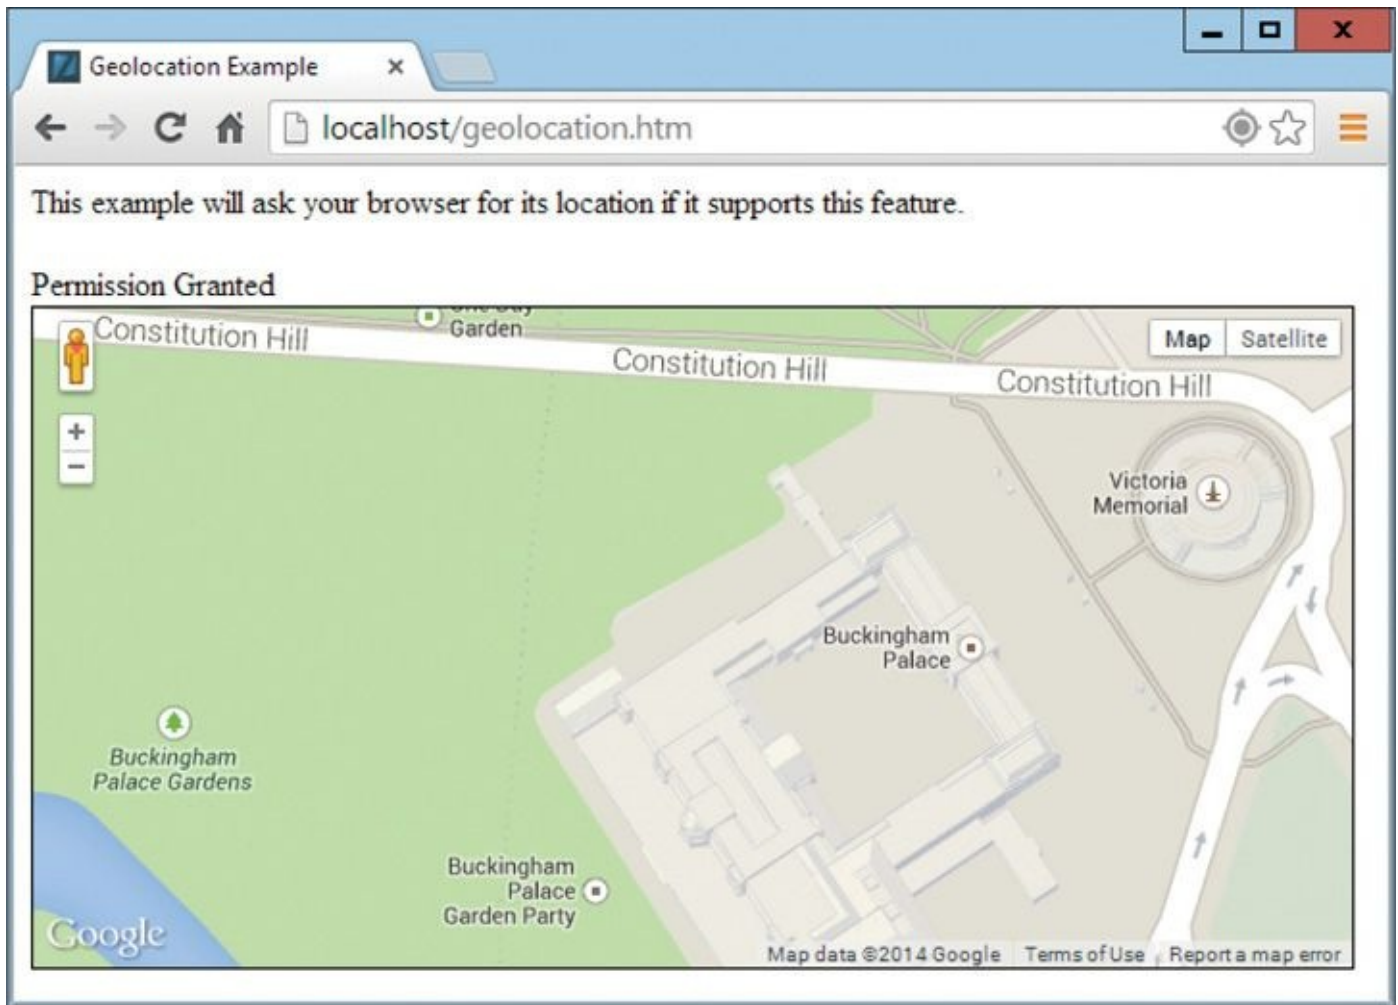 Geolocation Example
localhost/geolocation.htm
This example will ask your browser for its location if it supports this feature.
Permission Granted
Garden
Constitution Hill
Constitution Hill
Constitution Hill
Map Satellite
+
−
Victoria
Memorial
Buckingham
Palace
Buckingham
Palace Gardens
Buckingham
Palace
Garden Party
Google
Map data ©2014 Google Terms of Use Report a map error